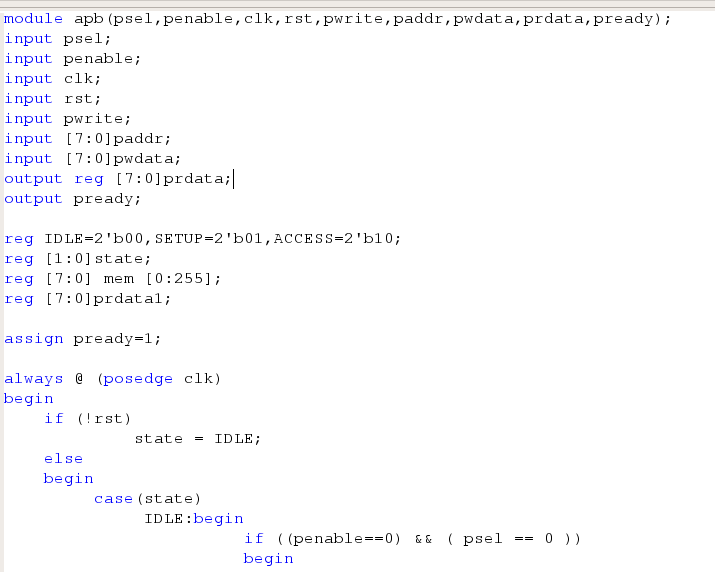 module apb(psel,penable,clk,rst,pwrite,paddr,pwdata,prdata,pready);
input psel;
input penable;
input clk;
input rst;
input pwrite;
input [7:0]paddr;
input [7:0]pwdata;
output reg [7:0]prdata;
output pready;
reg IDLE=2'b00,SETUP=2'b01,ACCESS=2'b10;
reg [1:0]state;
reg [7:0] mem [0:255];
reg [7:0]prdata1;
assign pready=1;
always @ (posedge clk)
begin
if (!rst)
state = IDLE;
else
begin
case(state)
IDLE:begin
if ((penable==0) && ( psel == 0 ))
begin